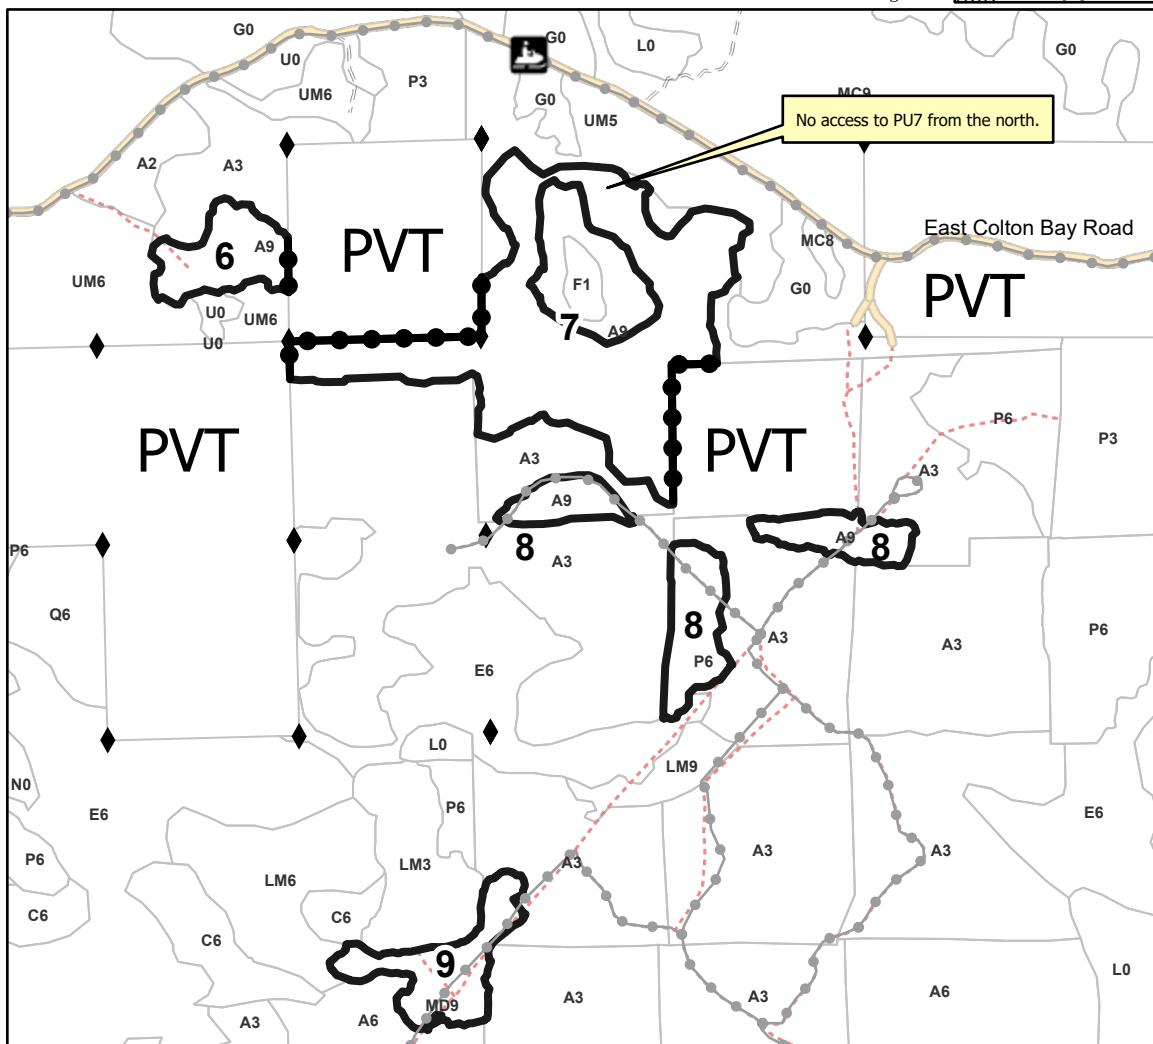 G0
G0
L0
G0
U0
P3
UM6
G0
MC9
UM5
No access to PU7 from the north.
A2
A3
East Colton Bay Road
PVT
MC8
A9
6
UM6
F1
G0
PVT
U0
UM6
7
A9
U0
P6
PVT
PVT
P3
A3
A3
A9
A9
8
8
P6
A3
Q6
8
P6
A3
A3
P6
E6
L0
LM9
N0
P6
E6
E6
A3
A3
P6
LM3
A3
LM6
C6
C6
C6
9
L0
A6
A3
A3
MD9
A6
A3